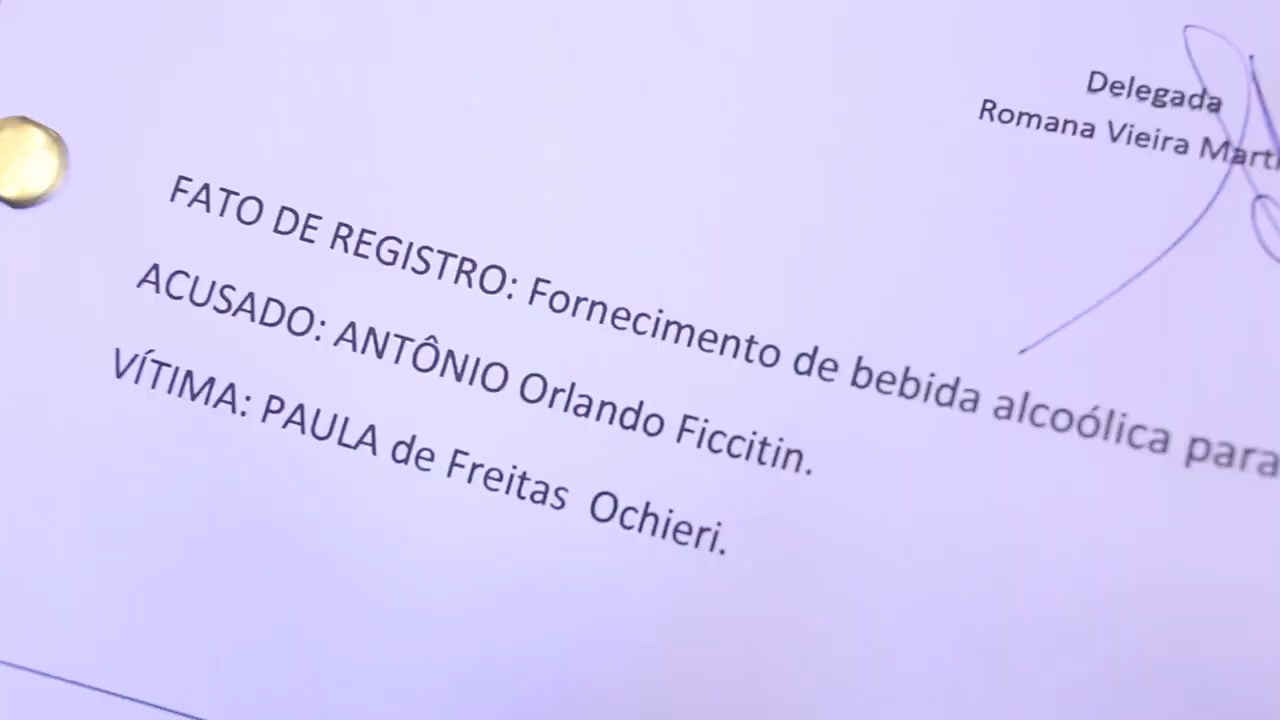 Delegada
Romana Vieira
FATO DE REGISTRO: Fornecimento de bebida alcoólica para
ACUSADO: ANTÔNIO Orlando Ficcitin.
VÍTIMA: PAULA de Freitas Ochieri.